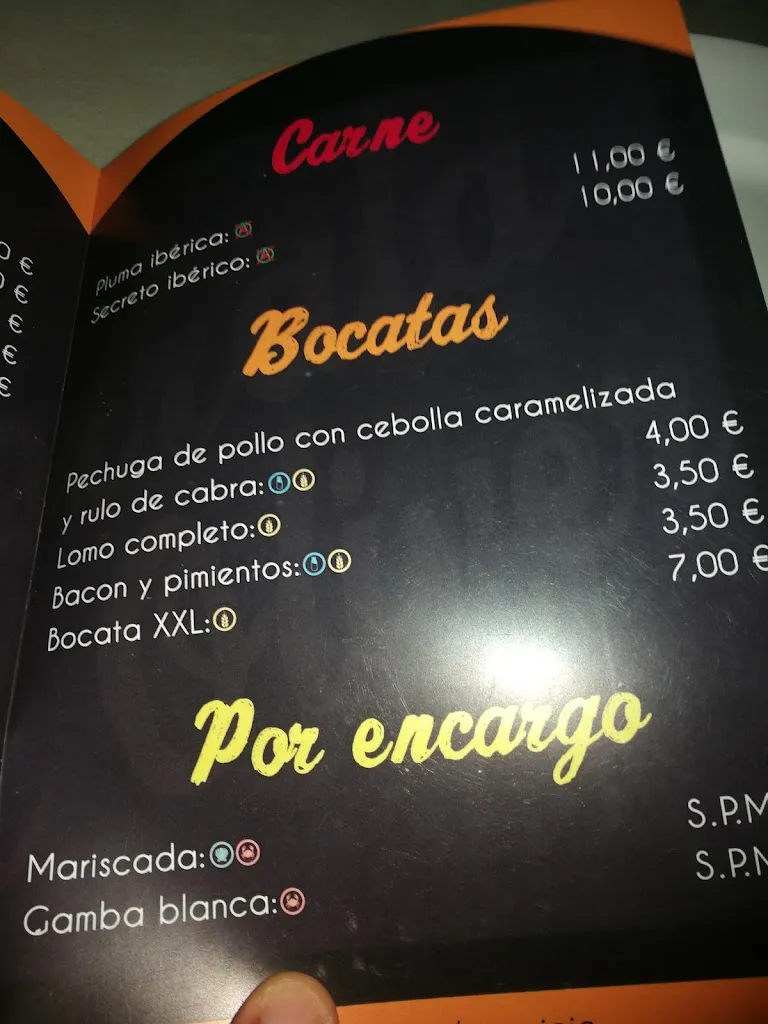 Carne
Pluma ibérica: 11,00 €
Secreto ibérico: 10,00 €
Bocatas
Pechuga de pollo con cebolla caramelizada
y rulo de cabra: 4,00 €
Lomo completo: 3,50 €
Bacon y pimientos: 3,50 €
Bocata XXL: 7,00 €
Por encargo
Mariscada: S.P.M
Gamba blanca: S.P.M
€
€
€
€
€